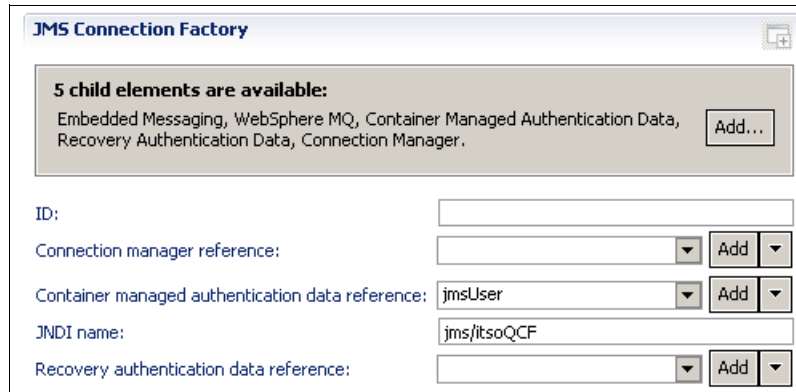 JMS Connection Factory
5 child elements are available:
Embedded Messaging, WebSphere MQ, Container Managed Authentication Data,
Recovery Authentication Data, Connection Manager.
Add...
ID:
Connection manager reference: Add
Container managed authentication data reference: jmsUser Add
JNDI name: jms/itsoQCF
Recovery authentication data reference: Add